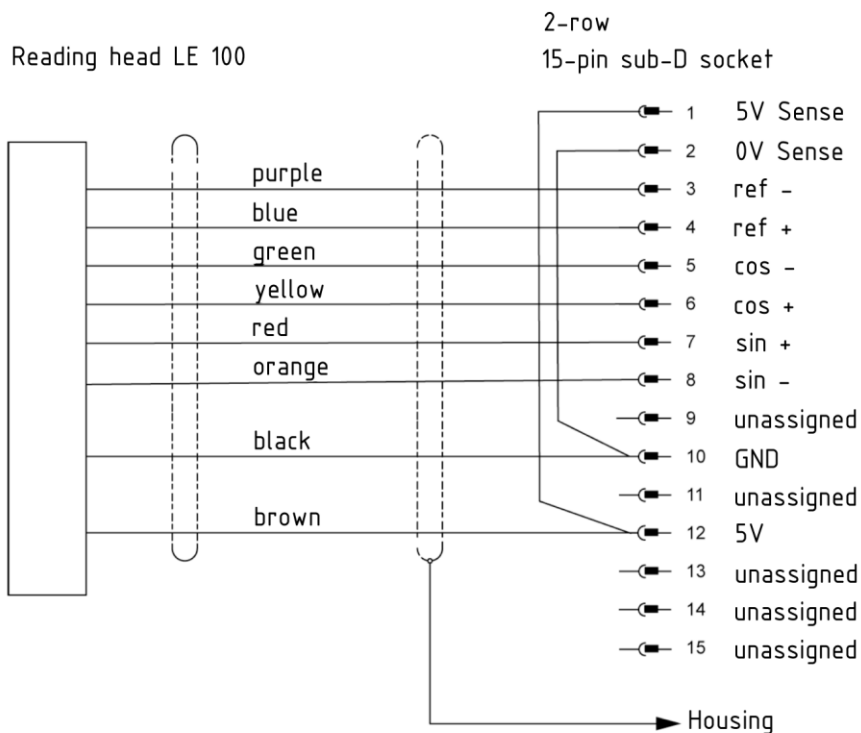 2-row
Reading head LE 100
15-pin sub-D socket
1 5V Sense
2 0V Sense
purple
3 ref -
blue
4 ref +
green
5 cos -
yellow
6 cos +
red
7 sin +
orange
8 sin -
9 unassigned
black
10 GND
11 unassigned
brown
12 5V
13 unassigned
14 unassigned
15 unassigned
Housing